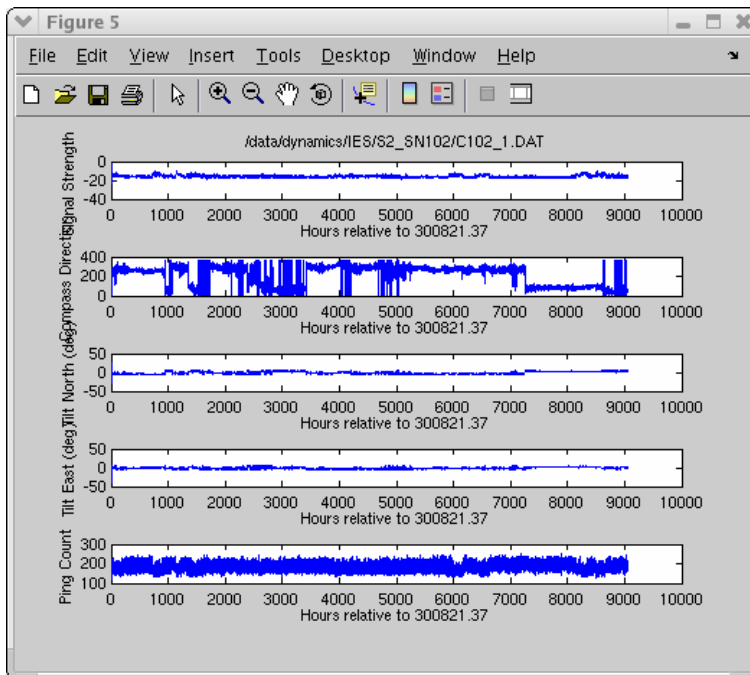 Figure 5
File Edit View Insert Tools Desktop Window Help
/data/dynamics/IES/S2_SN102/C102_1.DAT
Signal Strength
0
-20
-40
0 1000 2000 3000 4000 5000 6000 7000 8000 9000 10000
Hours relative to 300821.37
Compass Direction
400
200
0
0 1000 2000 3000 4000 5000 6000 7000 8000 9000 10000
Hours relative to 300821.37
Tilt North (deg)
50
0
-50
0 1000 2000 3000 4000 5000 6000 7000 8000 9000 10000
Hours relative to 300821.37
Tilt East (deg)
50
0
-50
0 1000 2000 3000 4000 5000 6000 7000 8000 9000 10000
Hours relative to 300821.37
Ping Count
300
200
100
0 1000 2000 3000 4000 5000 6000 7000 8000 9000 10000
Hours relative to 300821.37